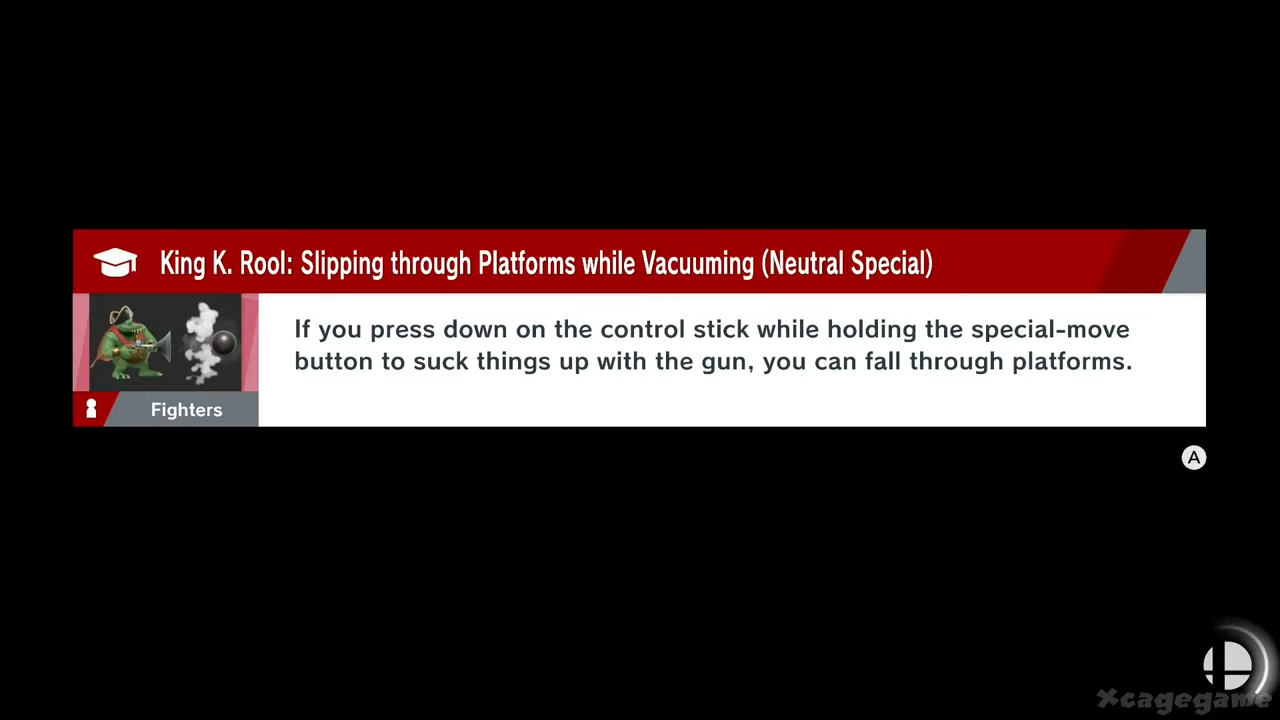 King K. Rool: Slipping through Platforms while Vacuuming (Neutral Special)
If you press down on the control stick while holding the special-move
button to suck things up with the gun, you can fall through platforms.
Fighters
A
Xcagegame